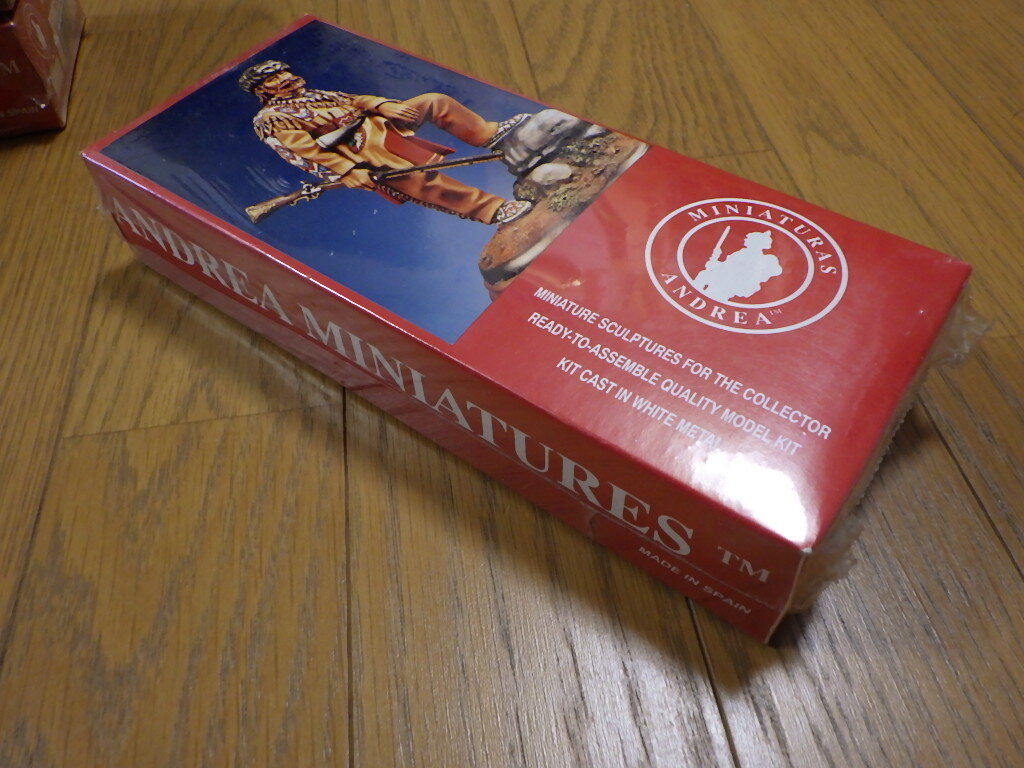 MINIATURAS
ANDREA™
MINIATURE SCULPTURES FOR THE COLLECTOR
READY-TO-ASSEMBLE QUALITY MODEL KIT
KIT CAST IN WHITE METAL
ANDREA MINIATURES ™
MADE IN SPAIN